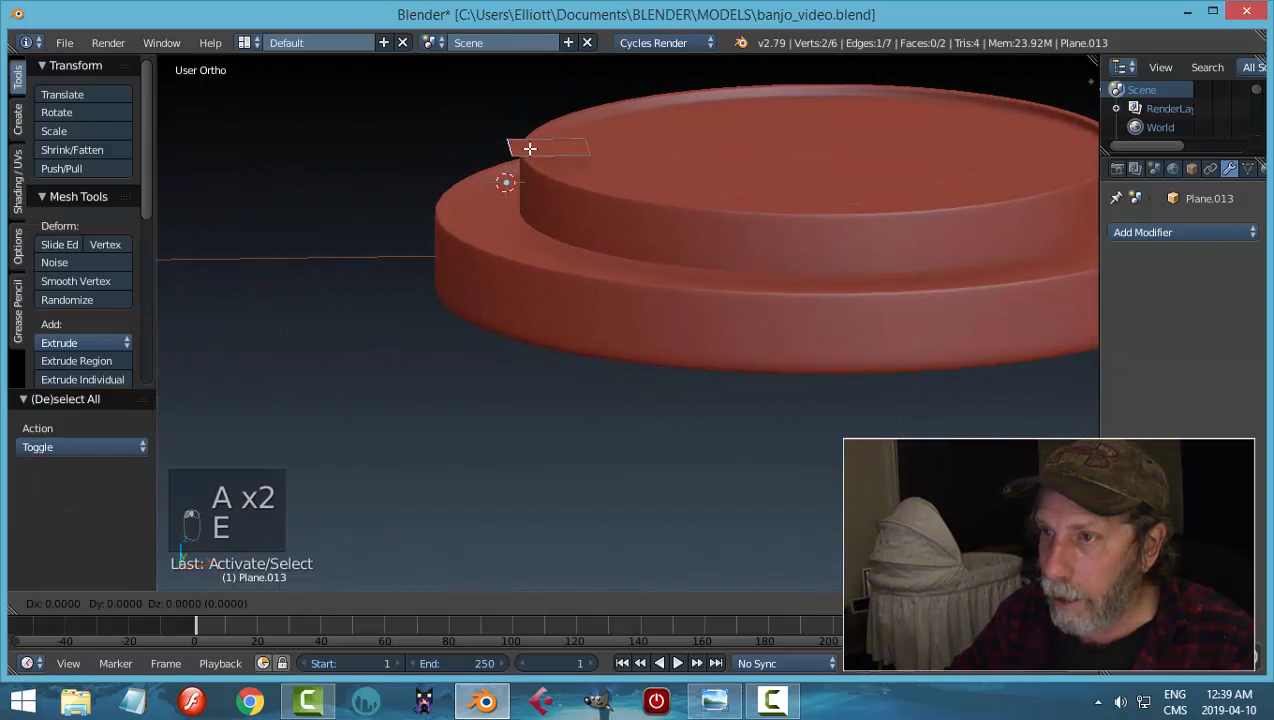 Blender* [C:\Users\Elliott\Documents\BLENDER\MODELS\banjo_video.blend]
File Render Window Help Default Scene Cycles Render v2.79 | Verts:2/6 | Edges:1/7 | Faces:0/2 | Tris:4 | Mem:23.92M | Plane.013
Transform
Translate
Rotate
Scale
Shrink/Fatten
Push/Pull
Mesh Tools
Deform:
Slide Ed Vertex
Noise
Smooth Vertex
Randomize
Add:
Extrude
Extrude Region
Extrude Individual
Tools
Create
Shading / UVs
Options
Grease Pencil
(De)select All
Action
Toggle
User Ortho
View Search All Sc
Scene
RenderLay
World
Plane.013
Add Modifier
A x2
E
Last: Activate/Select
(1) Plane.013
Dx: 0.0000 Dy: 0.0000 Dz: 0.0000 (0.0000)
-40 -20 0 20 40 60 80 100 120 140 160 180 200
View Marker Frame Playback Start: 1 End: 250 1 No Sync
ENG 12:39 AM
CMS 2019-04-10